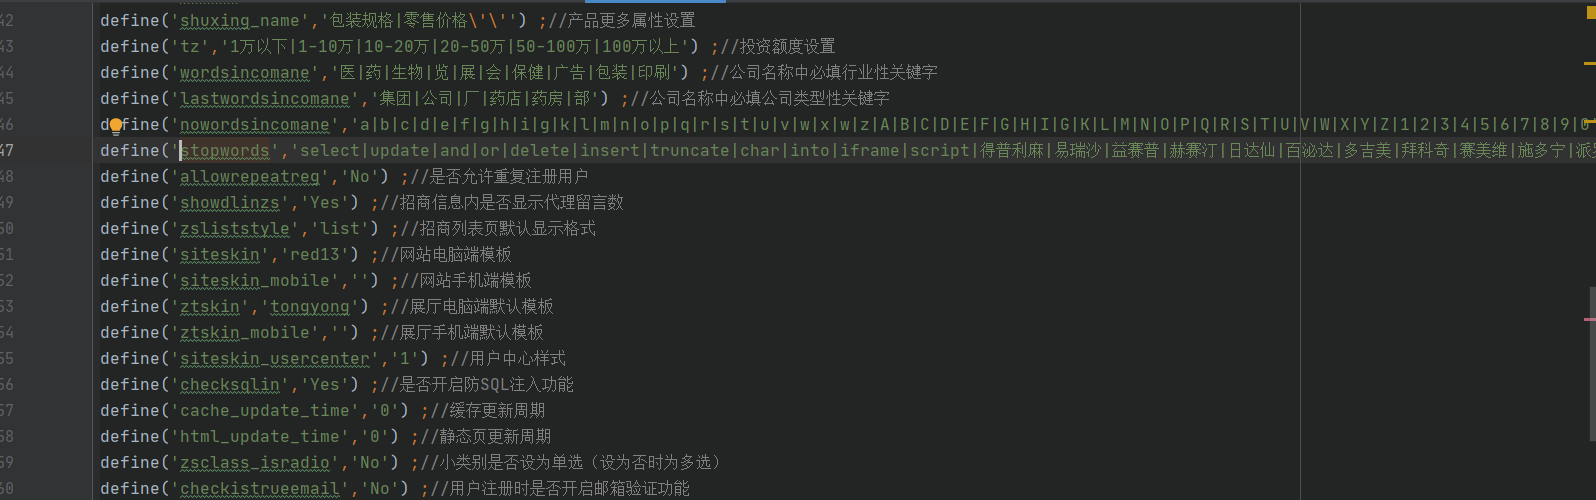 42 define('shuxing_name','包装规格|零售价格\'\'') ;//产品更多属性设置
43 define('tz','1万以下|1-10万|10-20万|20-50万|50-100万|100万以上') ;//投资额度设置
44 define('wordsincomane','医|药|生物|览|展|会|保健|广告|包装|印刷') ;//公司名称中必填行业性关键字
45 define('lastwordsincomane','集团|公司|厂|药店|药房|部') ;//公司名称中必填公司类型性关键字
46 define('nowordsincomane','a|b|c|d|e|f|g|h|i|g|k|l|m|n|o|p|q|r|s|t|u|v|w|x|w|z|A|B|C|D|E|F|G|H|I|G|K|L|M|N|O|P|Q|R|S|T|U|V|W|X|Y|Z|1|2|3|4|5|6|7|8|9|0
47 define('stopwords','select|update|and|or|delete|insert|truncate|char|into|iframe|script|得普利麻|易瑞沙|益赛普|赫赛汀|日达仙|百泌达|多吉美|拜科奇|赛美维|施多宁|派
48 define('allowrepeatreg','No') ;//是否允许重复注册用户
49 define('showdlinzs','Yes') ;//招商信息内是否显示代理留言数
50 define('zsliststyle','list') ;//招商列表页默认显示格式
51 define('siteskin','red13') ;//网站电脑端模板
52 define('siteskin_mobile','') ;//网站手机端模板
53 define('ztskin','tongyong') ;//展厅电脑端默认模板
54 define('ztskin_mobile','') ;//展厅手机端默认模板
55 define('siteskin_usercenter','1') ;//用户中心样式
56 define('checksqlin','Yes') ;//是否开启防SQL注入功能
57 define('cache_update_time','0') ;//缓存更新周期
58 define('html_update_time','0') ;//静态页更新周期
59 define('zsclass_isradio','No') ;//小类别是否设为单选（设为否时为多选）
60 define('checkistrueemail','No') ;//用户注册时是否开启邮箱验证功能